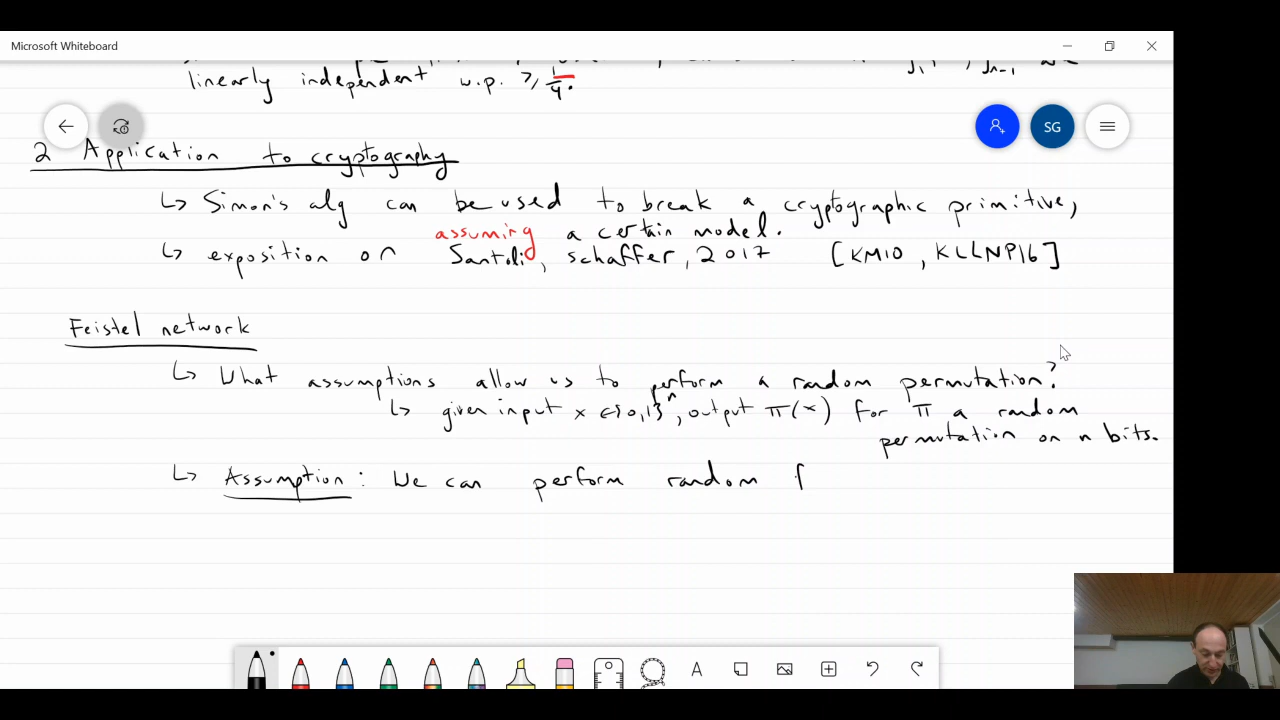 Microsoft Whiteboard
linearly independent w.p. ≥ 1/4.
SG
2 Application to cryptography
↳ Simon's alg can be used to break a cryptographic primitive,
assuming a certain model.
↳ exposition on Santoli, schaffer, 2017 [KM10, KLLNP16]
Feistel network
↳ What assumptions allow us to perform a random permutation?
↳ given input x ∈ {0,1}ⁿ, output π(x) for π a random
permutation on n bits.
↳ Assumption: We can perform random f
A